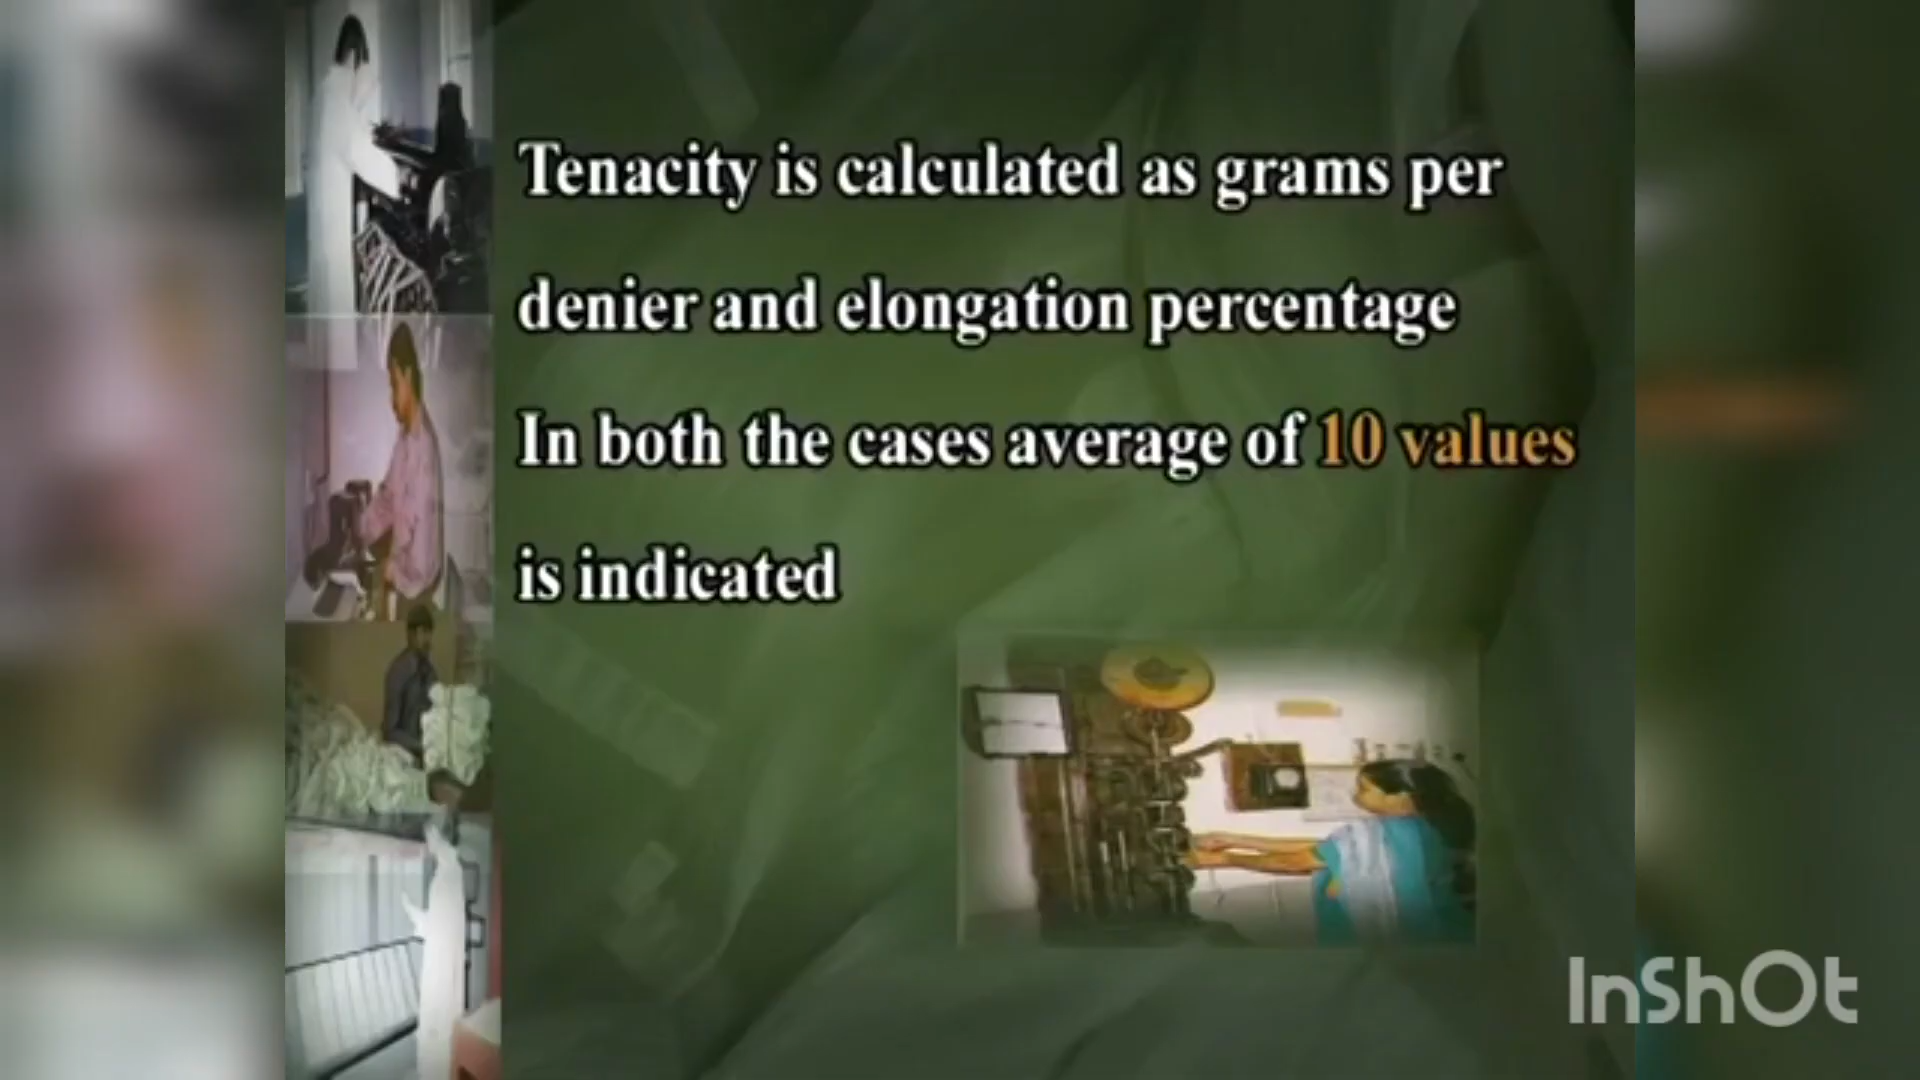 Tenacity is calculated as grams per
denier and elongation percentage
In both the cases average of 10 values
is indicated
InShOt